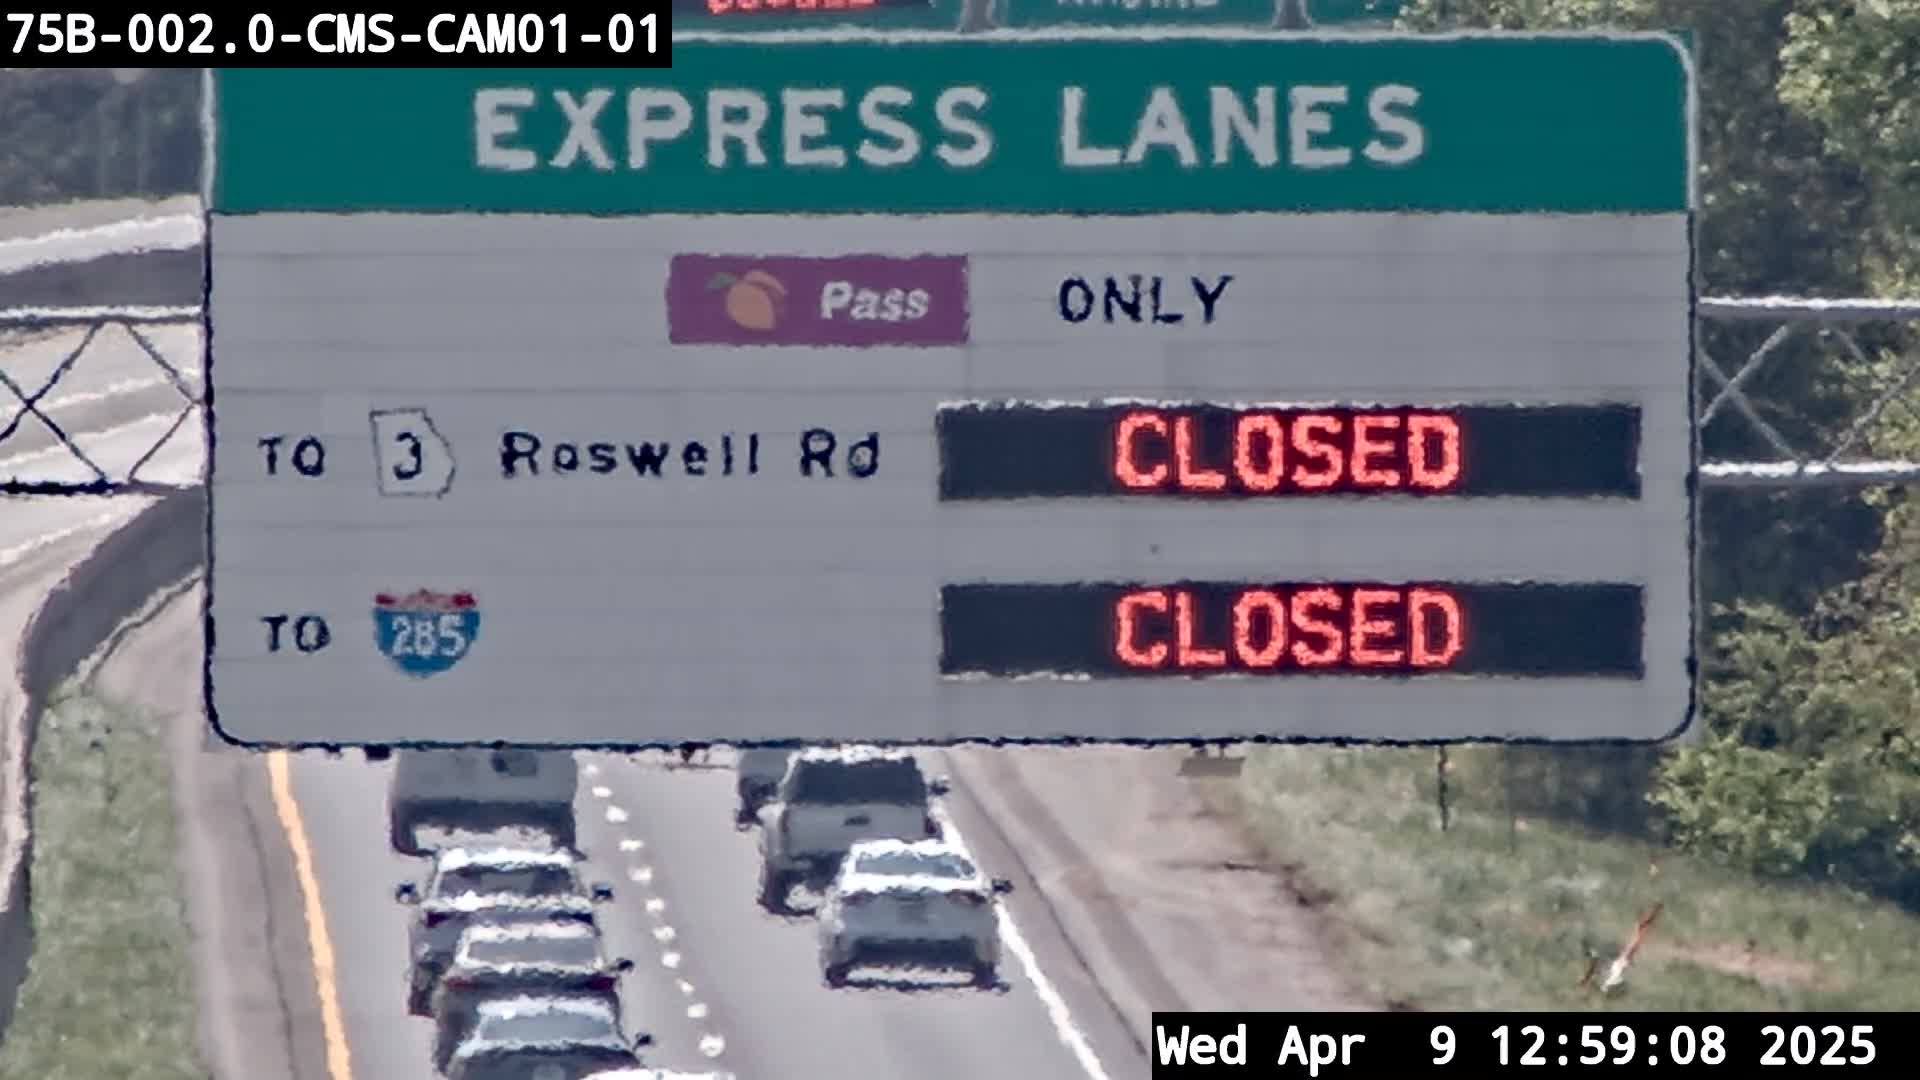 75B-002.0-CMS-CAM01-01
EXPRESS LANES
Pass ONLY
TO 3 Roswell Rd CLOSED
TO 285 CLOSED
Wed Apr 9 12:59:08 2025